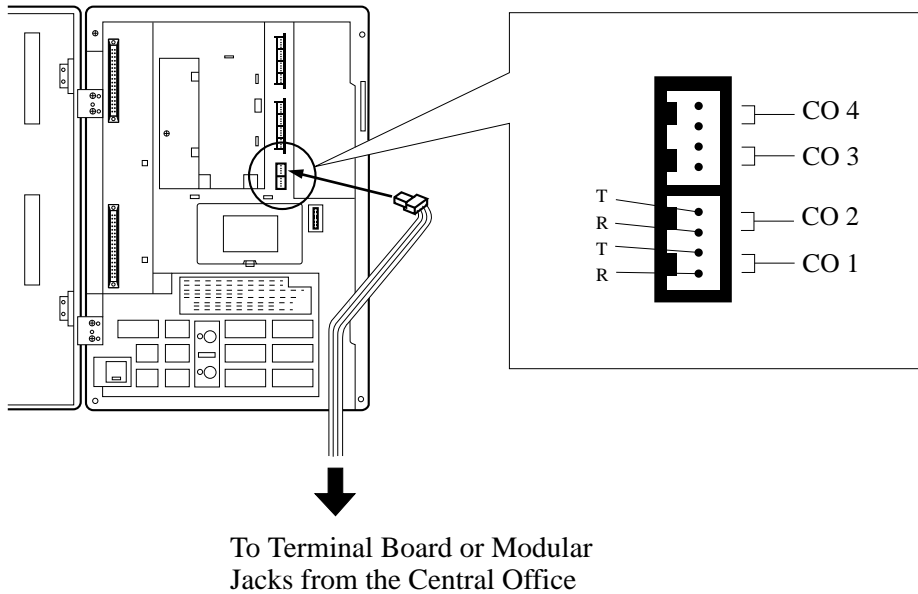 CO 4
CO 3
T
R
T
R
CO 2
CO 1
To Terminal Board or Modular
Jacks from the Central Office